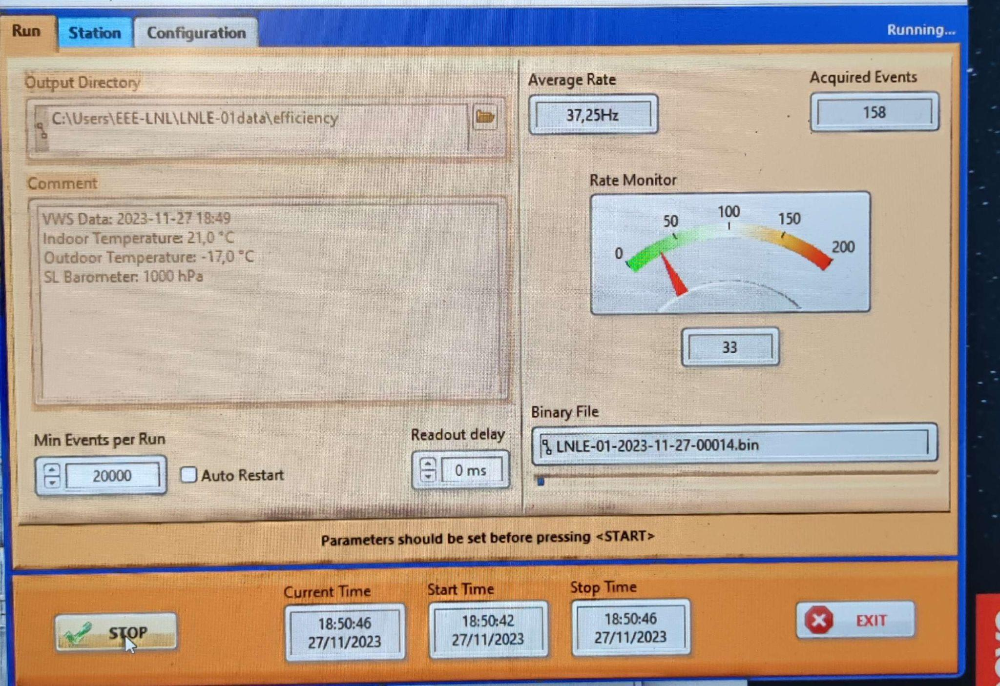 Run
Station
Configuration
Running...
Output Directory
C:\Users\EEE-LNL\LNLE-01data\efficiency
Comment
VWS Data: 2023-11-27 18:49
Indoor Temperature: 21,0 °C
Outdoor Temperature: -17,0 °C
SL Barometer: 1000 hPa
Min Events per Run
20000
Auto Restart
Readout delay
0 ms
Average Rate
37,25Hz
Acquired Events
158
Rate Monitor
0
50
100
150
200
33
Binary File
LNLE-01-2023-11-27-00014.bin
Parameters should be set before pressing <START>
STOP
Current Time
18:50:46
27/11/2023
Start Time
18:50:42
27/11/2023
Stop Time
18:50:46
27/11/2023
EXIT